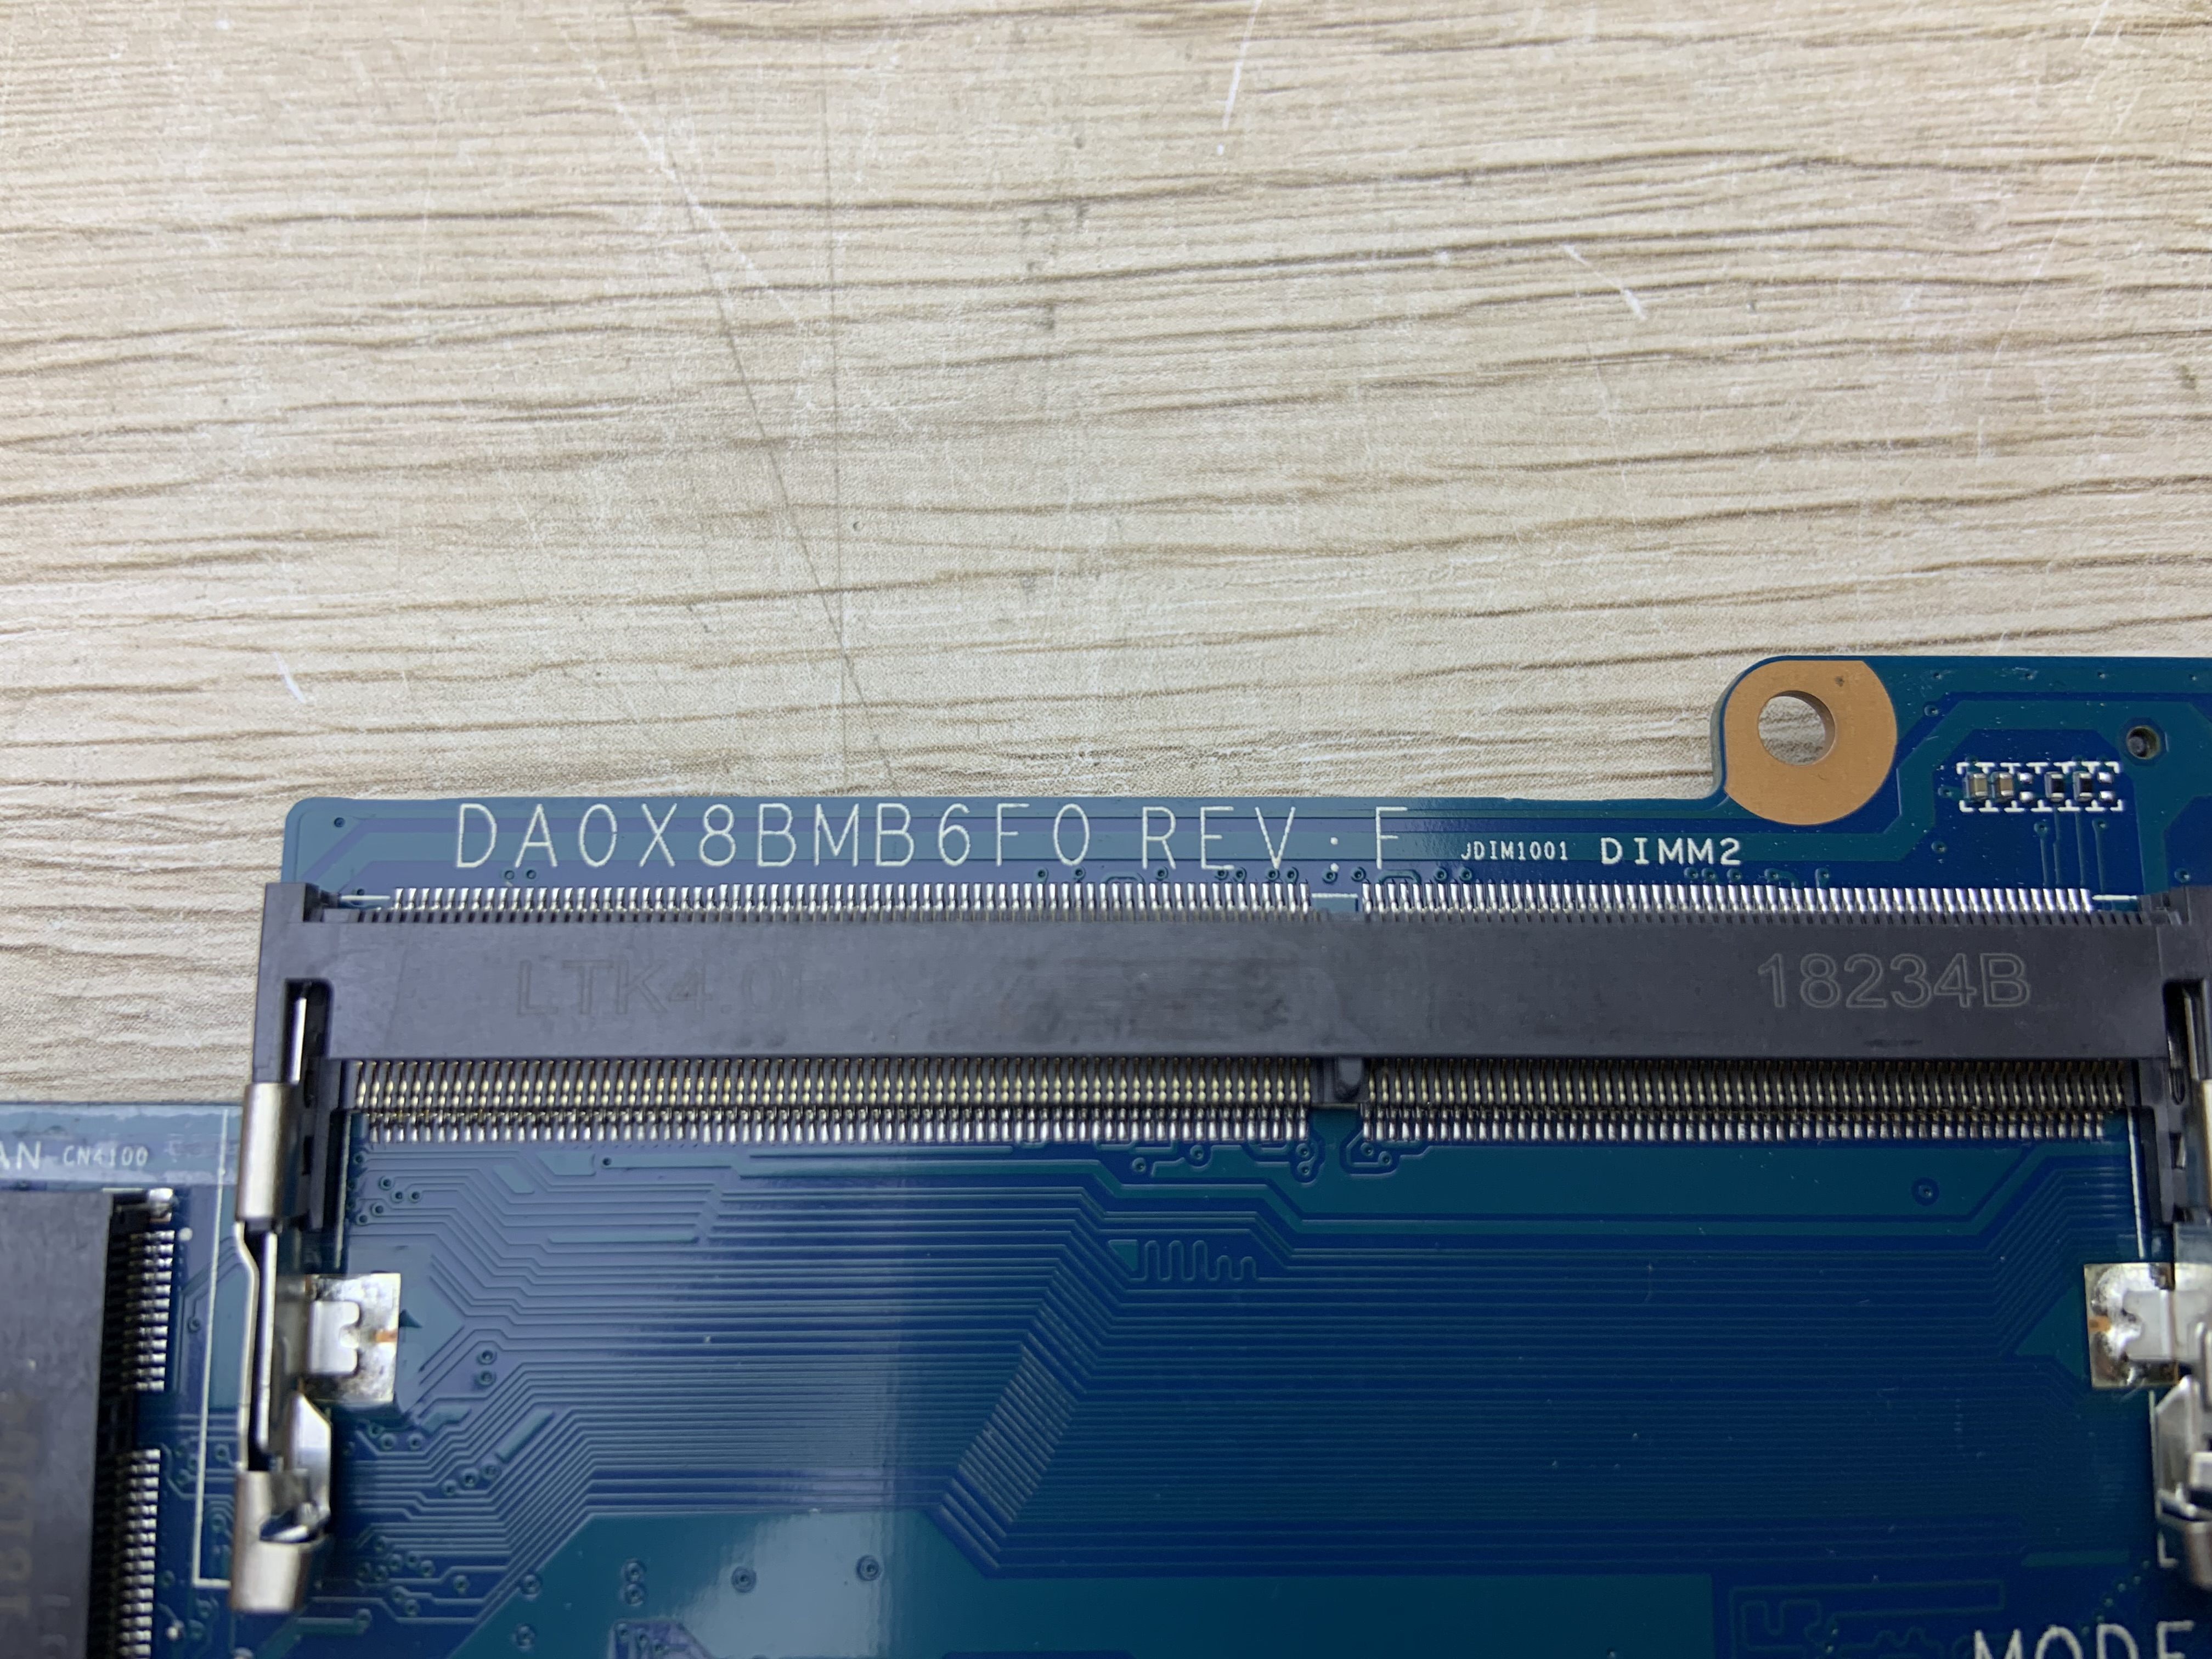 DA0X8BMB6F0 REV:F
JDIM1001 DIMM2
LTK4.0
18234B
CN4100